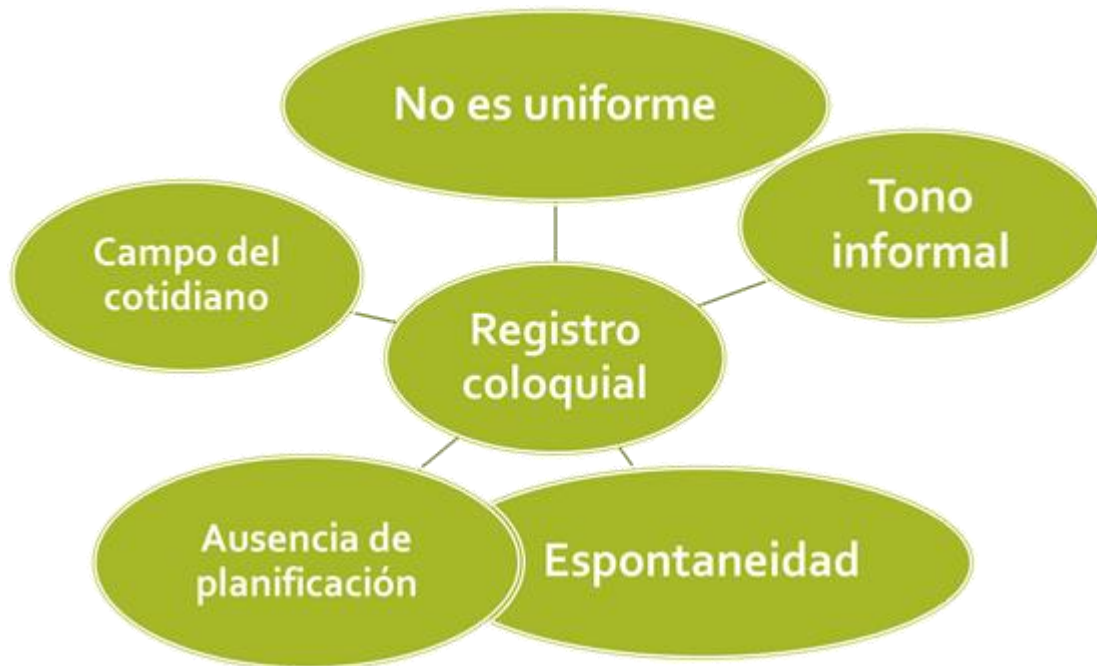 No es uniforme
Tono
informal
Campo del
cotidiano
Registro
coloquial
Ausencia de
planificación
Espontaneidad